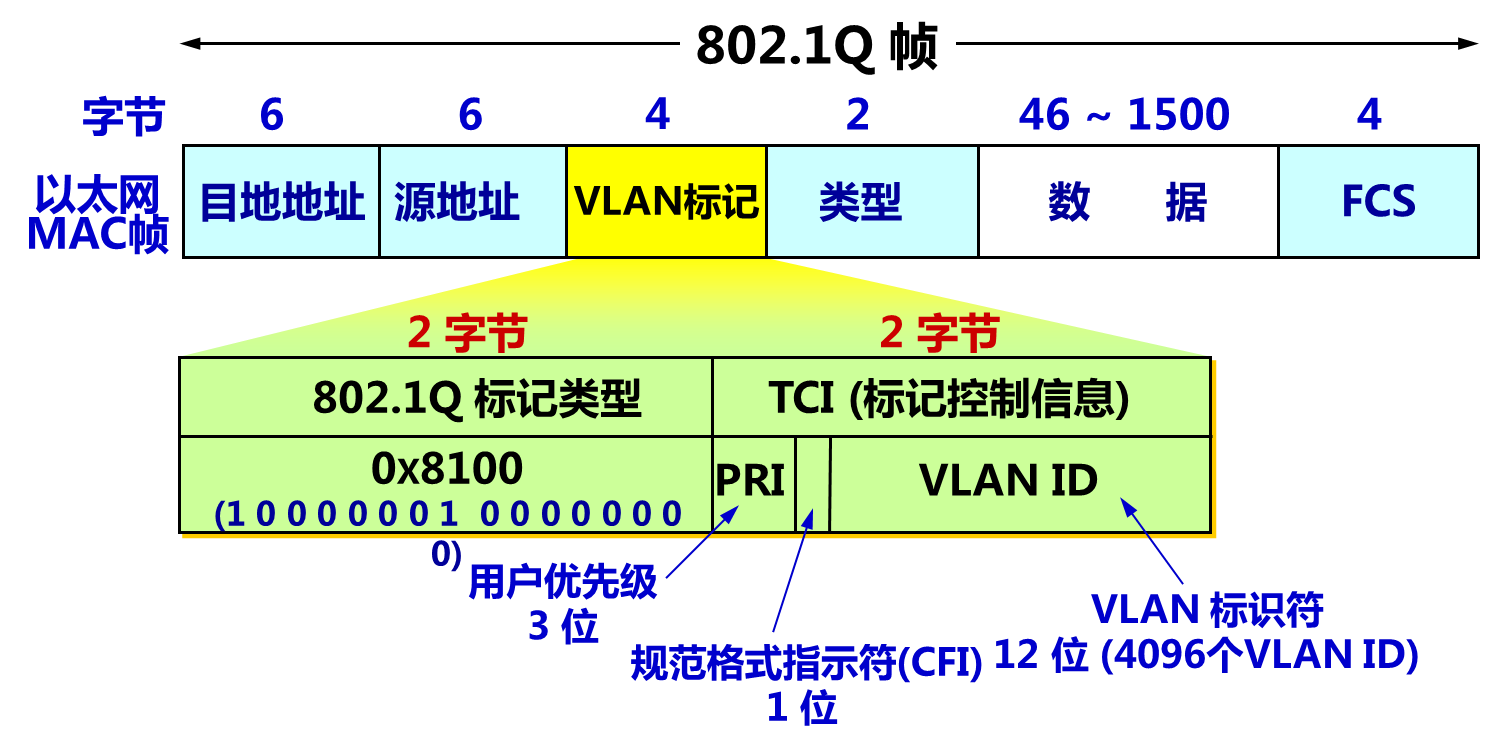 802.1Q 帧
字节 6 6 4 2 46 ~ 1500 4
以太网
MAC帧
目地地址 源地址 VLAN标记 类型 数 据 FCS
2 字节 2 字节
802.1Q 标记类型 TCI (标记控制信息)
0x8100
(1 0 0 0 0 0 0 1 0 0 0 0 0 0 0
0)
PRI VLAN ID
用户优先级
3 位
规范格式指示符(CFI)
1 位
VLAN 标识符
12 位 (4096个VLAN ID)